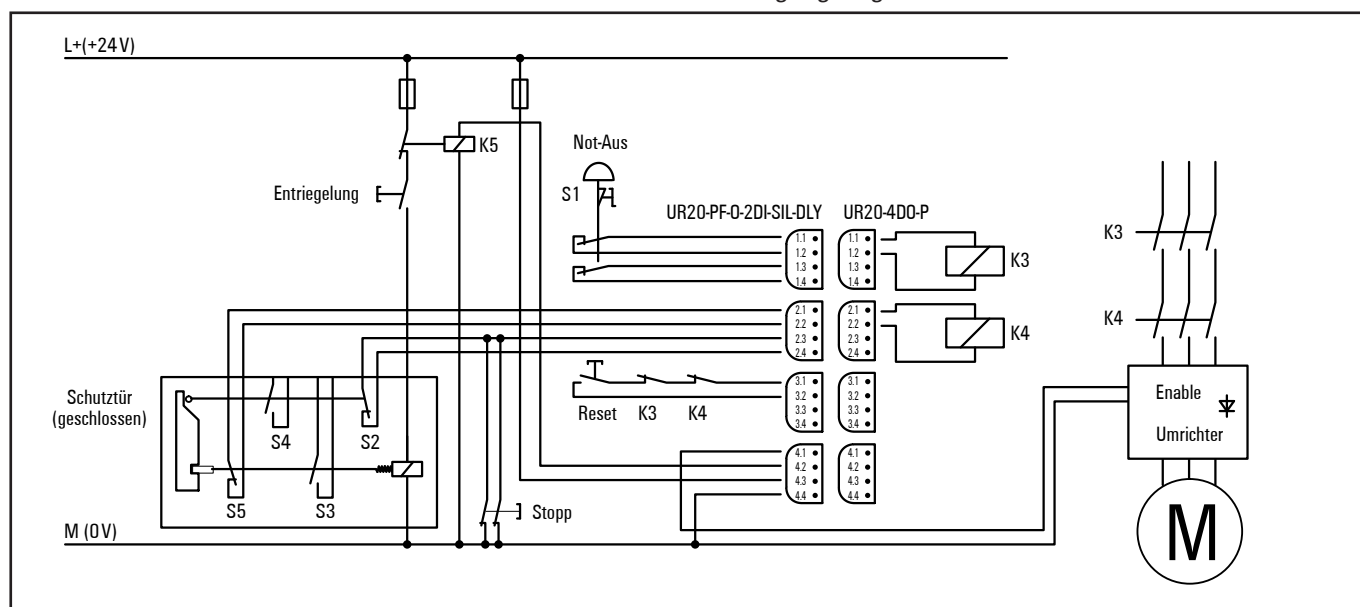 L+(+24V)
K5
Not-Aus
Entriegelung
S1
UR20-PF-O-2DI-SIL-DLY
UR20-4DO-P
1.1
1.2
1.3
1.4
1.1
1.2
1.3
1.4
K3
K3
2.1
2.2
2.3
2.4
2.1
2.2
2.3
2.4
K4
K4
Schutztür
(geschlossen)
S4
S2
S5
S3
Reset
K3
K4
3.1
3.2
3.3
3.4
3.1
3.2
3.3
3.4
Enable
Umrichter
4.1
4.2
4.3
4.4
4.1
4.2
4.3
4.4
Stopp
M (0V)
M